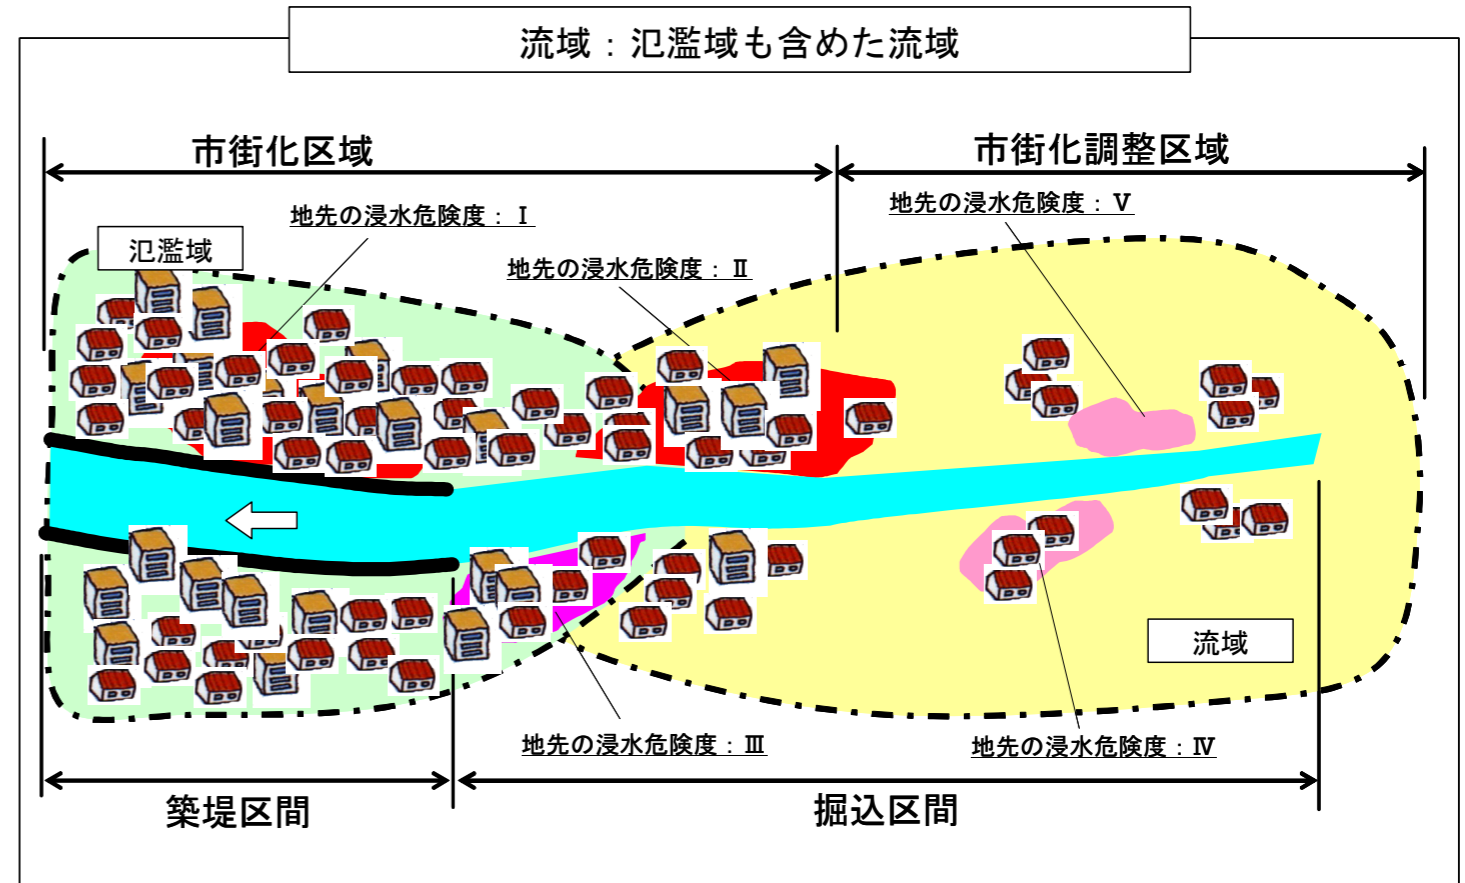 流域：氾濫域も含めた流域
市街化区域
市街化調整区域
地先の浸水危険度：Ⅰ
地先の浸水危険度：Ⅴ
氾濫域
地先の浸水危険度：Ⅱ
流域
地先の浸水危険度：Ⅲ
地先の浸水危険度：Ⅳ
築堤区間
掘込区間